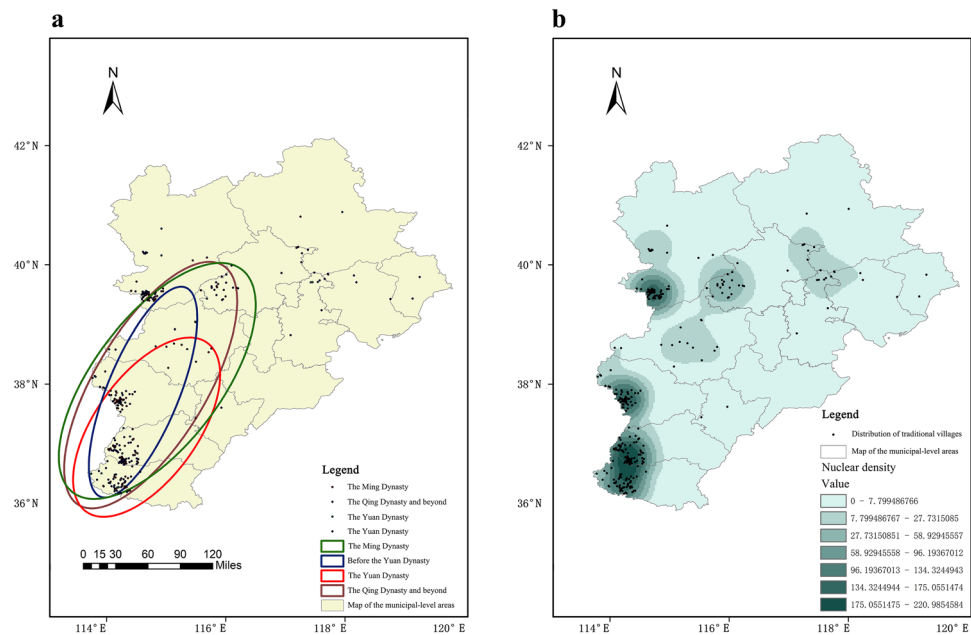 a
N
42°N
40°N
38°N
36°N
114°E
116°E
118°E
120°E
0 15 30 60 90 120
Miles
Legend
The Ming Dynasty
The Qing Dynasty and beyond
The Yuan Dynasty
The Yuan Dynasty
The Ming Dynasty
Before the Yuan Dynasty
The Yuan Dynasty
The Qing Dynasty and beyond
Map of the municipal-level areas
b
N
42°N
40°N
38°N
36°N
114°E
116°E
118°E
120°E
Legend
Distribution of traditional villages
Map of the municipal-level areas
Nuclear density
Value
0 - 7.799486766
7.799486767 - 27.7315085
27.73150851 - 58.92945557
58.92945558 - 96.19367012
96.19367013 - 134.3244943
134.3244944 - 175.0551474
175.0551475 - 220.9854584